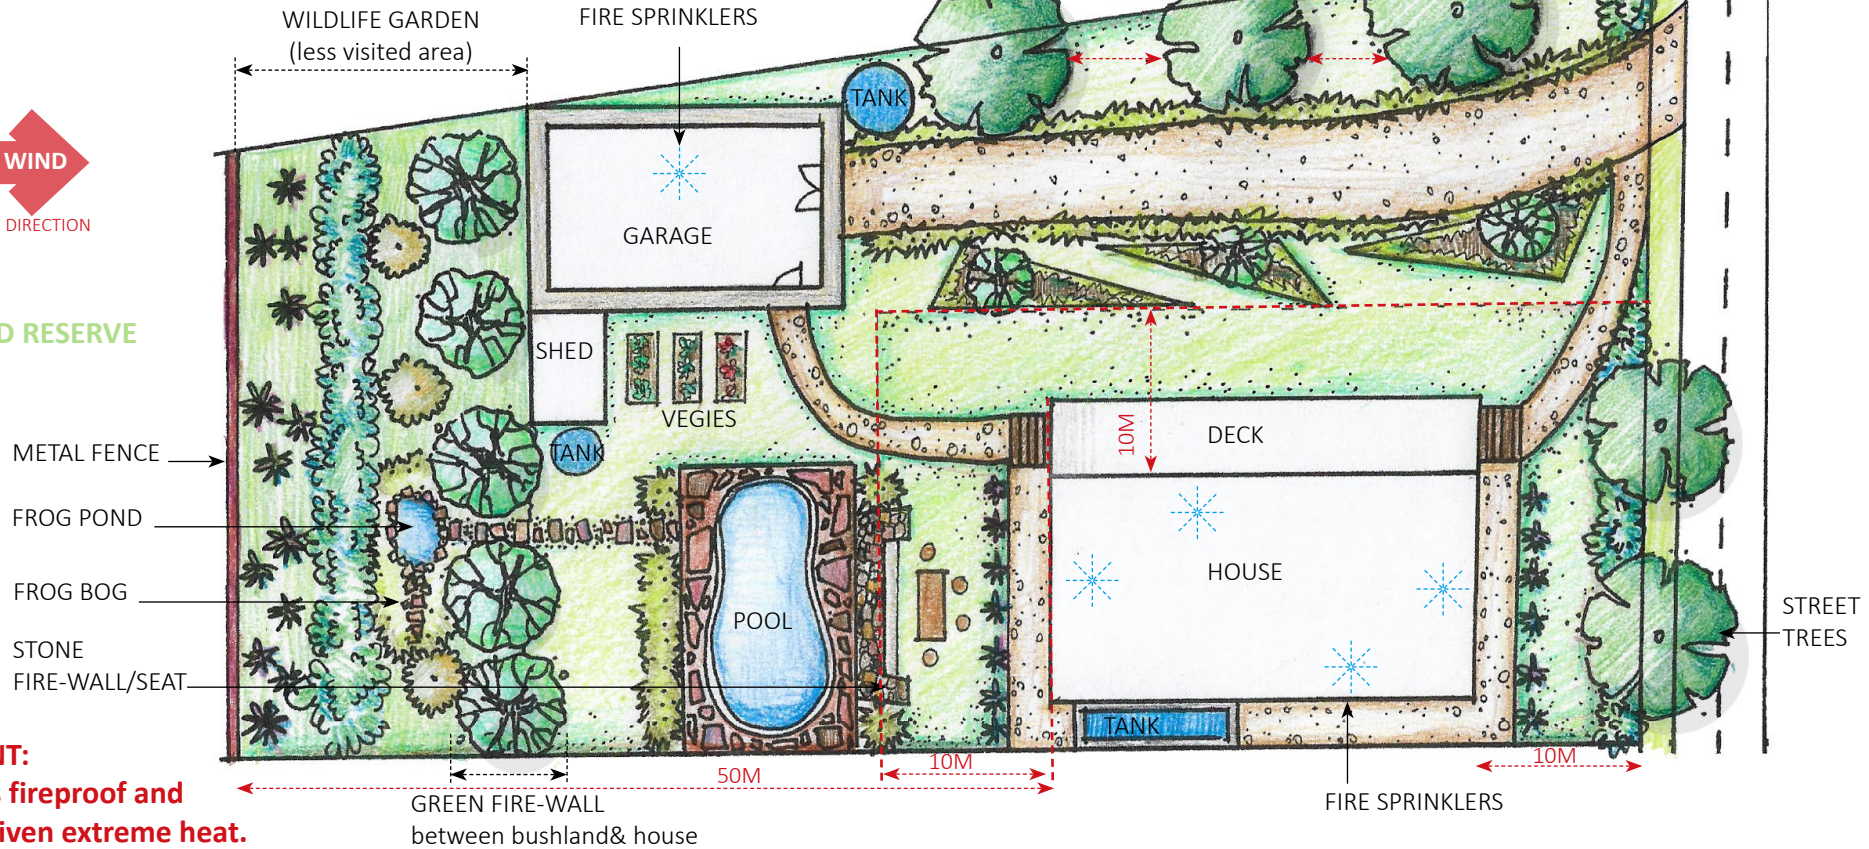 WILDLIFE GARDEN
(less visited area)
FIRE SPRINKLERS
TANK
WIND
DIRECTION
GARAGE
D RESERVE
SHED
VEGIES
10M
DECK
METAL FENCE
TANK
FROG POND
FROG BOG
POOL
HOUSE
STREET
TREES
STONE
FIRE-WALL/SEAT
TANK
NT:
fireproof and
iven extreme heat.
50M
10M
10M
GREEN FIRE-WALL
between bushland& house
FIRE SPRINKLERS